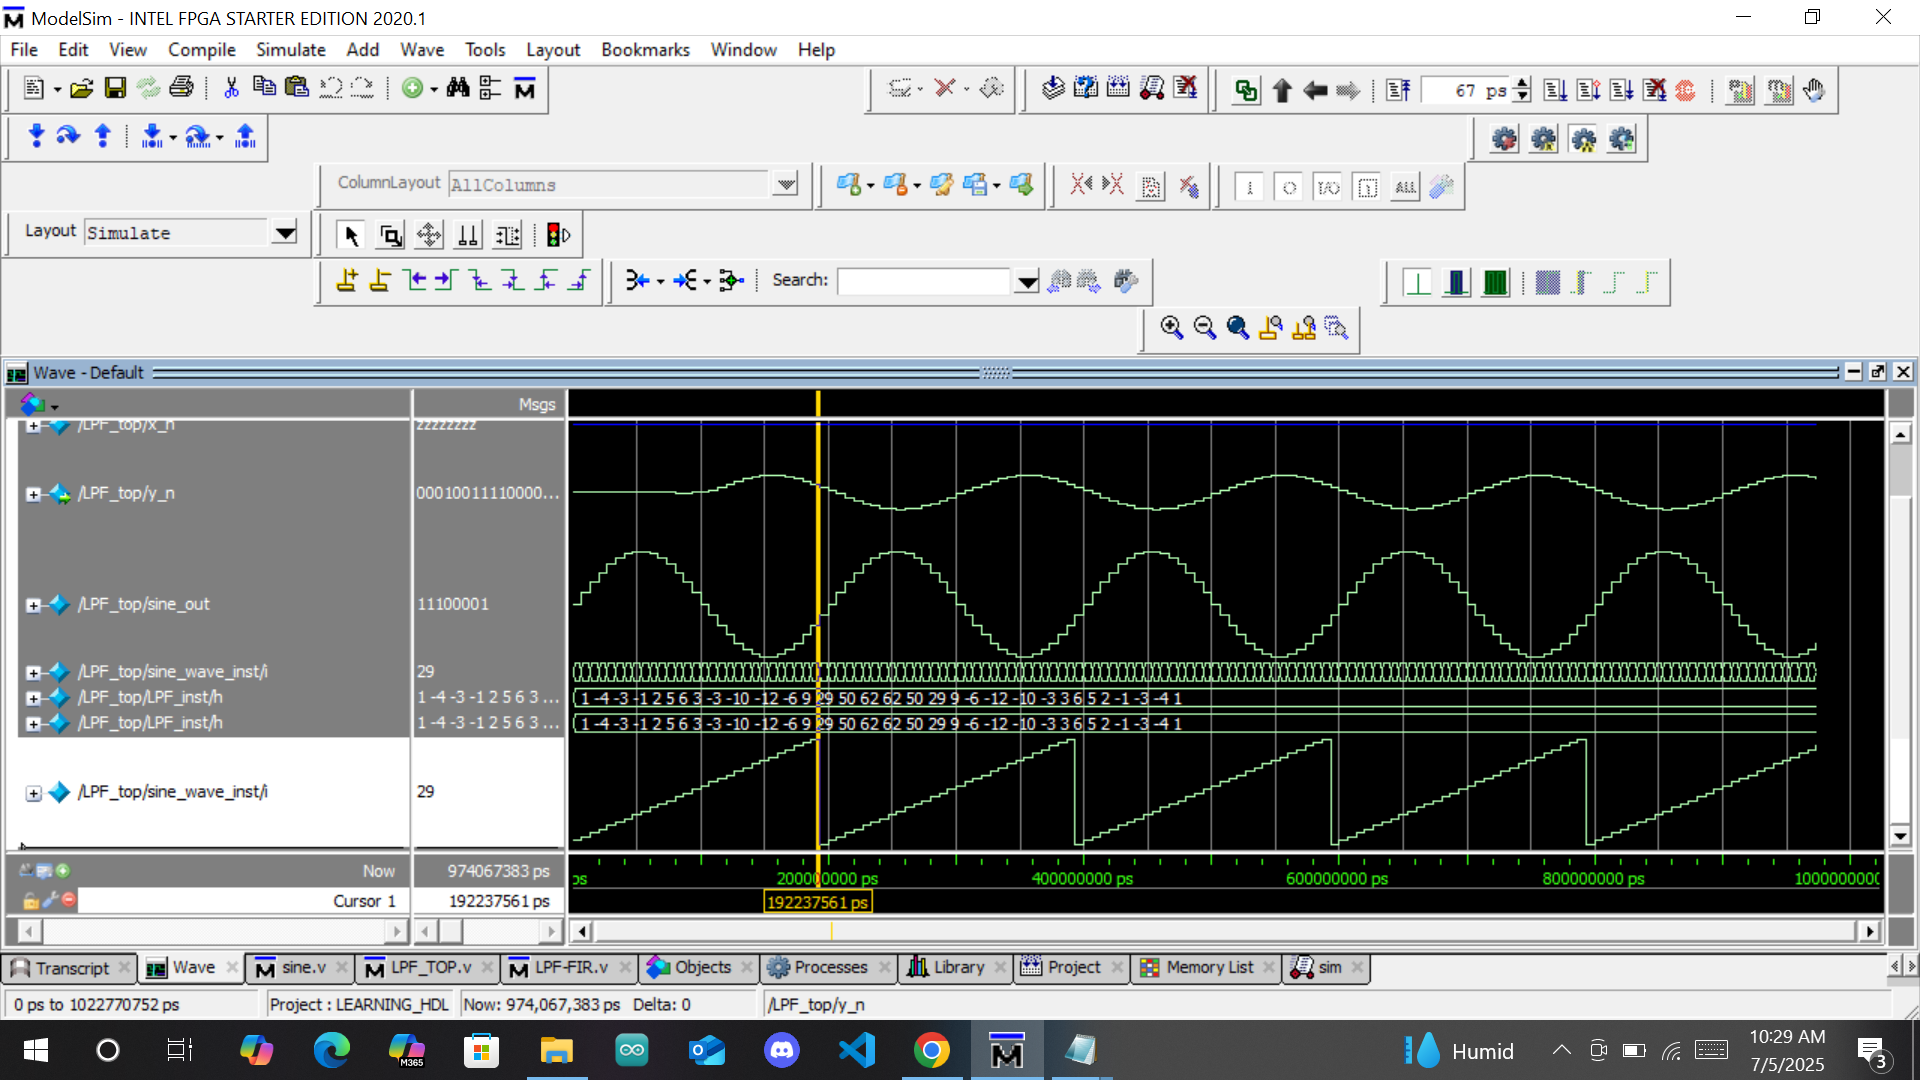 ModelSim - INTEL FPGA STARTER EDITION 2020.1
File Edit View Compile Simulate Add Wave Tools Layout Bookmarks Window Help
67 ps
ColumnLayout AllColumns
ALL
Layout Simulate
Search:
Wave - Default
Msgs
/LPF_top/x_n zzzzzzzz
/LPF_top/y_n 00010011110000...
/LPF_top/sine_out 11100001
/LPF_top/sine_wave_inst/i 29
/LPF_top/LPF_inst/h 1 -4 -3 -1 2 5 6 3 ... 1 -4 -3 -1 2 5 6 3 -3 -10 -12 -6 9 29 50 62 62 50 29 9 -6 -12 -10 -3 3 6 5 2 -1 -3 -4 1
/LPF_top/LPF_inst/h 1 -4 -3 -1 2 5 6 3 ... 1 -4 -3 -1 2 5 6 3 -3 -10 -12 -6 9 29 50 62 62 50 29 9 -6 -12 -10 -3 3 6 5 2 -1 -3 -4 1
/LPF_top/sine_wave_inst/i 29
Now 974067383 ps ps 200000000 ps 400000000 ps 600000000 ps 800000000 ps 1000000000
Cursor 1 192237561 ps 192237561 ps
Transcript Wave sine.v LPF_TOP.v LPF-FIR.v Objects Processes Library Project Memory List sim
0 ps to 1022770752 ps Project : LEARNING_HDL Now: 974,067,383 ps Delta: 0 /LPF_top/y_n
M365
Humid
10:29 AM
7/5/2025
3